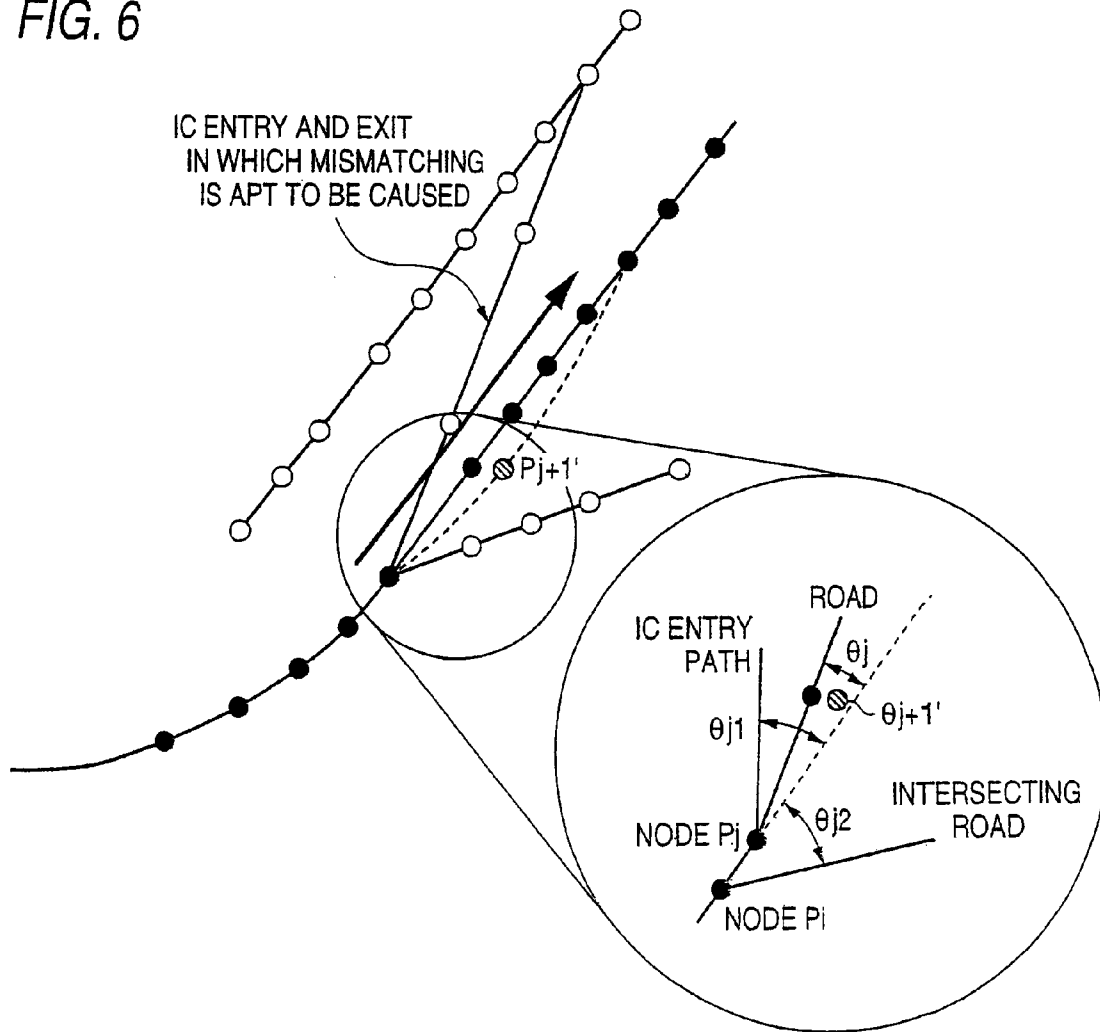 FIG. 6
IC ENTRY AND EXIT
IN WHICH MISMATCHING
IS APT TO BE CAUSED
Pj+1'
ROAD
IC ENTRY
PATH
θj
θj+1'
θj1
INTERSECTING
ROAD
θj2
NODE Pj
NODE Pi